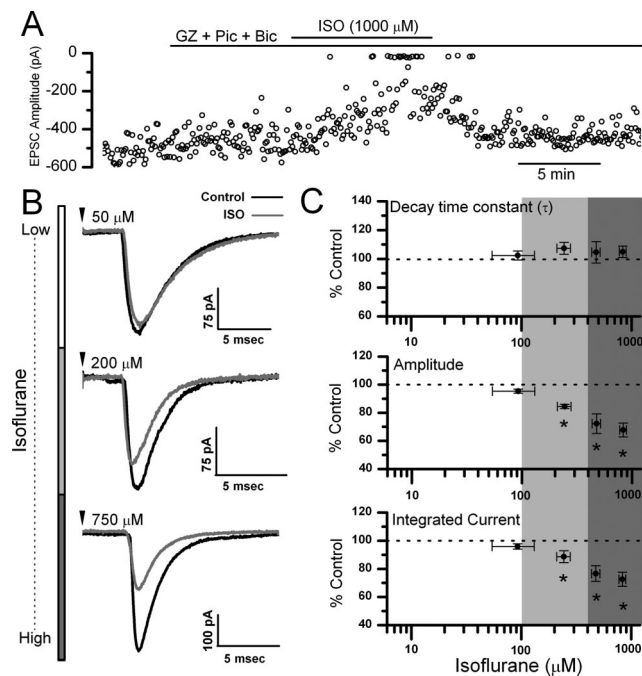 A
GZ + Pic + Bic
ISO (1000 μM)
EPSC Amplitude (pA)
0
-200
-400
-600
5 min
B
Control
ISO
Low
Isoflurane
High
50 μM
75 pA
5 msec
200 μM
75 pA
5 msec
750 μM
100 pA
5 msec
C
Decay time constant (τ)
% Control
140
120
100
80
60
10
100
1000
Amplitude
% Control
120
100
80
60
40
*
*
*
10
100
1000
Integrated Current
% Control
120
100
80
60
40
*
*
*
10
100
1000
Isoflurane (μM)